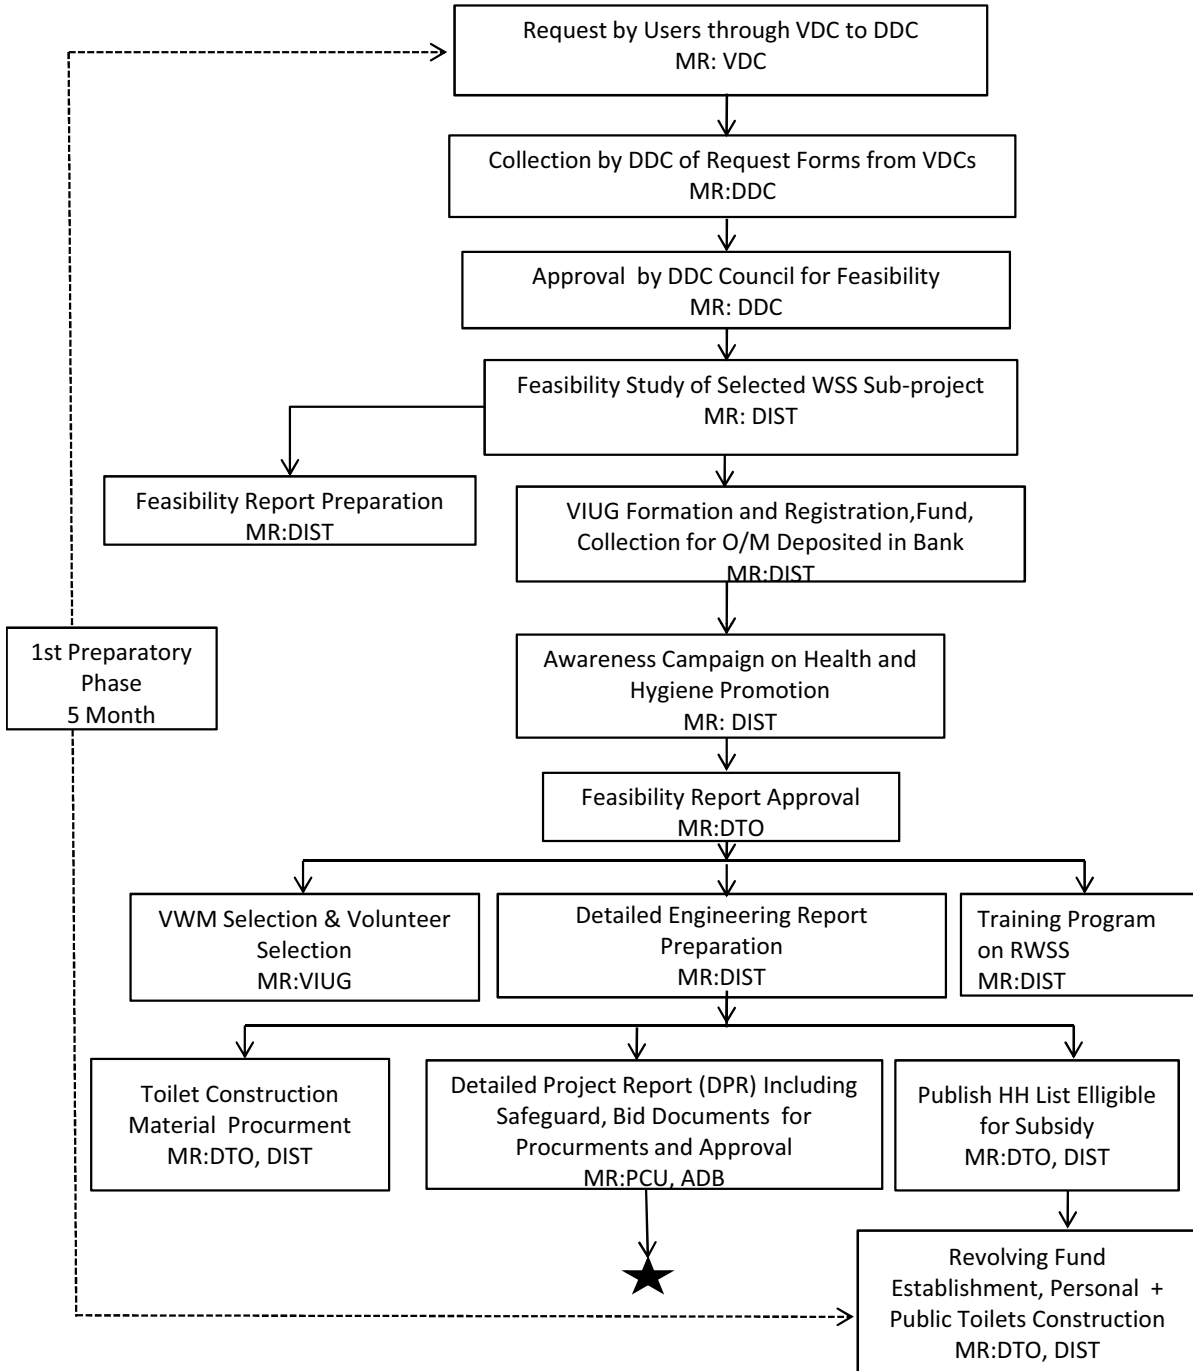 Request by Users through VDC to DDC
MR: VDC
Collection by DDC of Request Forms from VDCs
MR:DDC
Approval by DDC Council for Feasibility
MR: DDC
Feasibility Study of Selected WSS Sub-project
MR: DIST
Feasibility Report Preparation
MR:DIST
VIUG Formation and Registration,Fund,
Collection for O/M Deposited in Bank
MR:DIST
1st Preparatory
Phase
5 Month
Awareness Campaign on Health and
Hygiene Promotion
MR: DIST
Feasibility Report Approval
MR:DTO
VWM Selection & Volunteer
Selection
MR:VIUG
Detailed Engineering Report
Preparation
MR:DIST
Training Program
on RWSS
MR:DIST
Toilet Construction
Material Procurment
MR:DTO, DIST
Detailed Project Report (DPR) Including
Safeguard, Bid Documents for
Procurments and Approval
MR:PCU, ADB
Publish HH List Elligible
for Subsidy
MR:DTO, DIST
Revolving Fund
Establishment, Personal +
Public Toilets Construction
MR:DTO, DIST